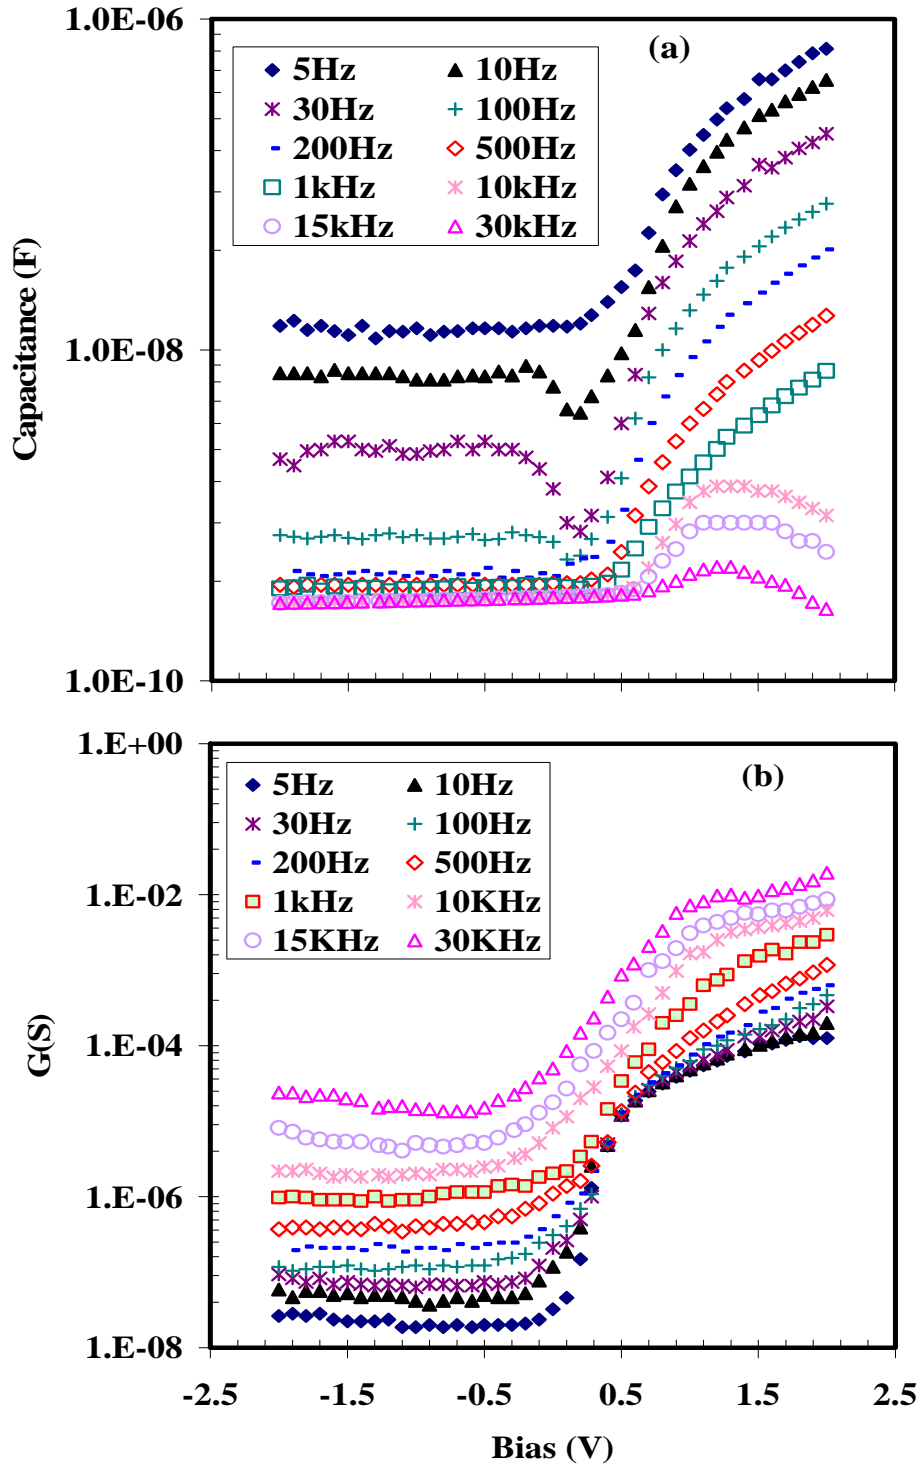 1.0E-06
(a)
5Hz 10Hz
30Hz 100Hz
200Hz 500Hz
1kHz 10kHz
15kHz 30kHz
Capacitance (F)
1.0E-08
1.0E-10
1.E+00
(b)
5Hz 10Hz
30Hz 100Hz
200Hz 500Hz
1kHz 10KHz
15KHz 30KHz
G(S)
1.E-02
1.E-04
1.E-06
1.E-08
-2.5 -1.5 -0.5 0.5 1.5 2.5
Bias (V)